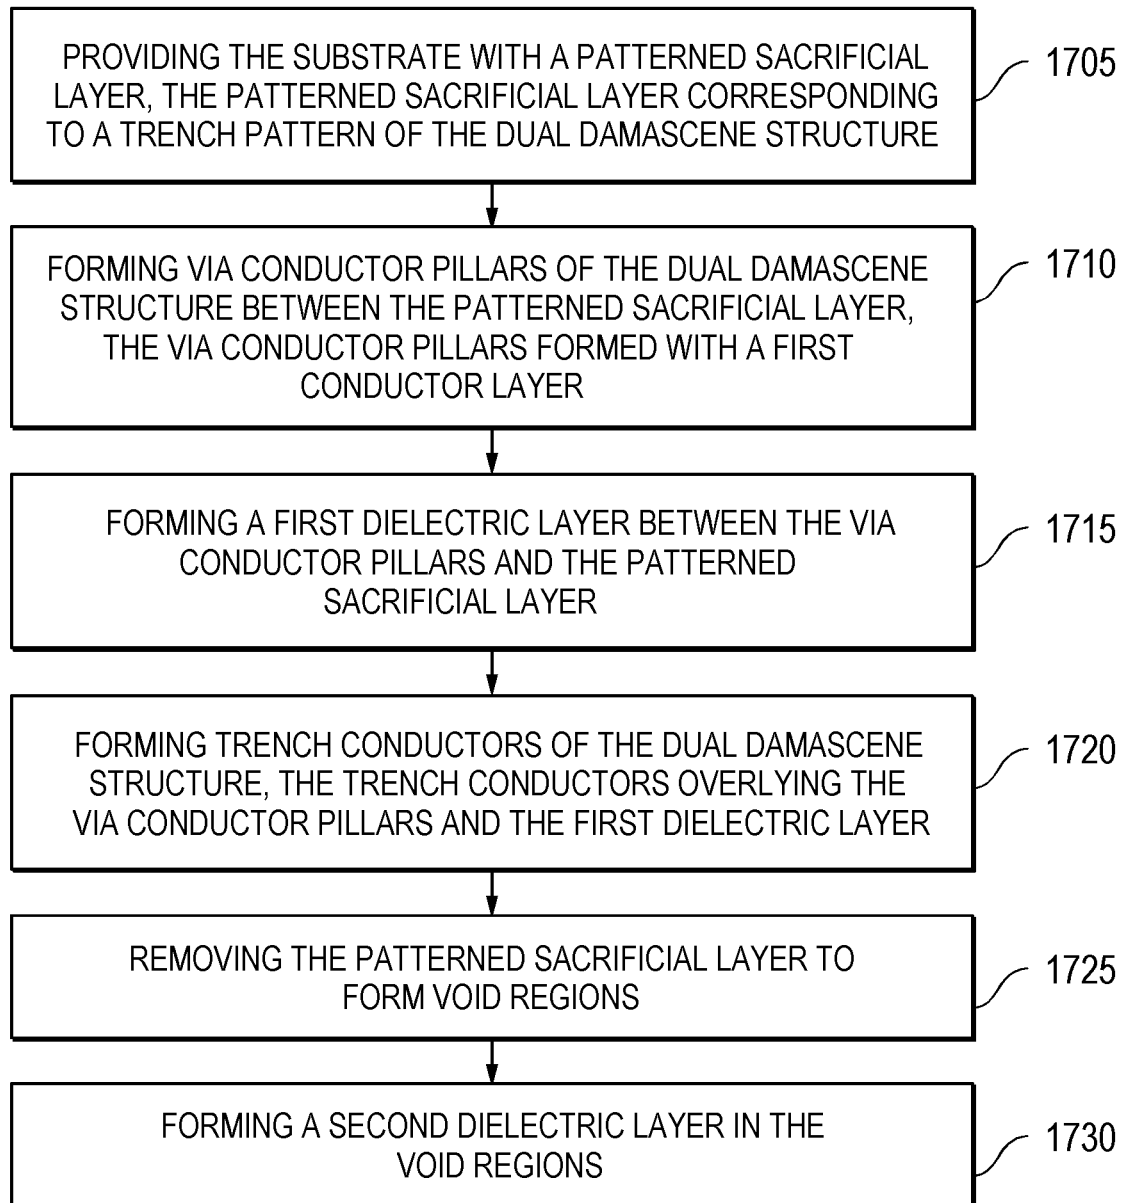 PROVIDING THE SUBSTRATE WITH A PATTERNED SACRIFICIAL
LAYER, THE PATTERNED SACRIFICIAL LAYER CORRESPONDING
TO A TRENCH PATTERN OF THE DUAL DAMASCENE STRUCTURE
1705
FORMING VIA CONDUCTOR PILLARS OF THE DUAL DAMASCENE
STRUCTURE BETWEEN THE PATTERNED SACRIFICIAL LAYER,
THE VIA CONDUCTOR PILLARS FORMED WITH A FIRST
CONDUCTOR LAYER
1710
FORMING A FIRST DIELECTRIC LAYER BETWEEN THE VIA
CONDUCTOR PILLARS AND THE PATTERNED
SACRIFICIAL LAYER
1715
FORMING TRENCH CONDUCTORS OF THE DUAL DAMASCENE
STRUCTURE, THE TRENCH CONDUCTORS OVERLYING THE
VIA CONDUCTOR PILLARS AND THE FIRST DIELECTRIC LAYER
1720
REMOVING THE PATTERNED SACRIFICIAL LAYER TO
FORM VOID REGIONS
1725
FORMING A SECOND DIELECTRIC LAYER IN THE
VOID REGIONS
1730